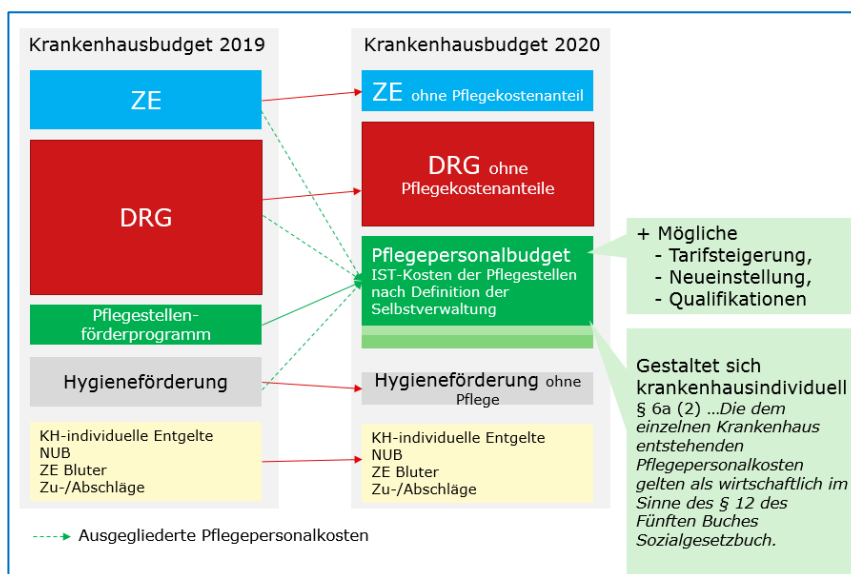 Krankenhausbudget 2019
ZE
DRG
Pflegestellen-
förderprogramm
Hygieneförderung
KH-individuelle Entgelte
NUB
ZE Bluter
Zu-/Abschläge
Krankenhausbudget 2020
ZE ohne Pflegekostenanteil
DRG ohne
Pflegekostenanteile
Pflegepersonalbudget
IST-Kosten der Pflegestellen
nach Definition der
Selbstverwaltung
Hygieneförderung ohne
Pflege
KH-individuelle Entgelte
NUB
ZE Bluter
Zu-/Abschläge
+ Mögliche
- Tarifsteigerung,
- Neueinstellung,
- Qualifikationen
Gestaltet sich
krankenhausindividuell
§ 6a (2) …Die dem
einzelnen Krankenhaus
entstehenden
Pflegepersonalkosten
gelten als wirtschaftlich im
Sinne des § 12 des
Fünften Buches
Sozialgesetzbuch.
Ausgegliederte Pflegepersonalkosten